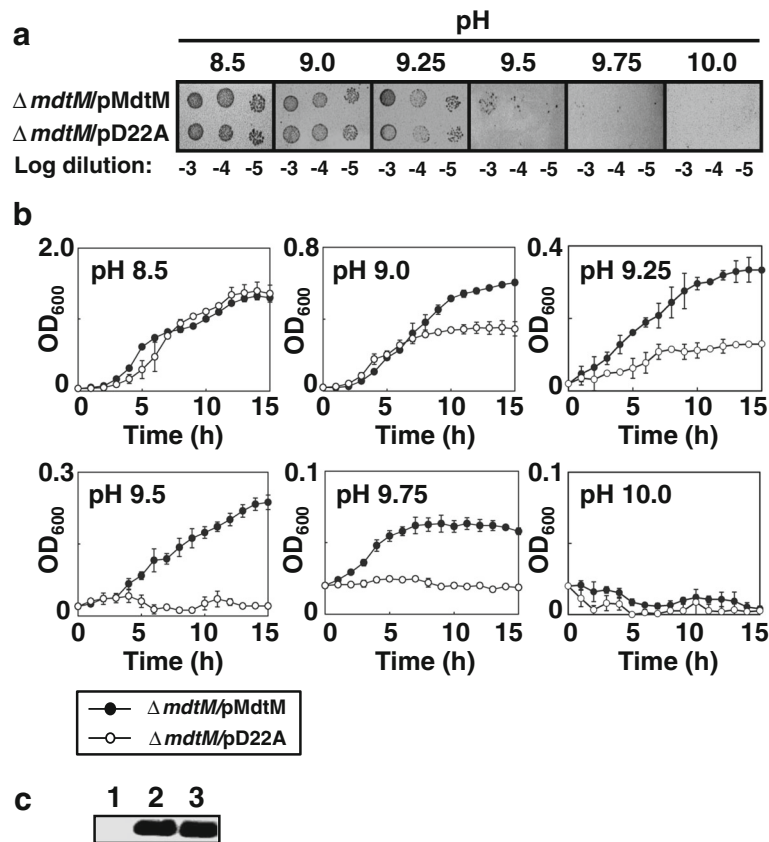 a
pH
8.5 9.0 9.25 9.5 9.75 10.0
ΔmdtM/pMdtM
ΔmdtM/pD22A
Log dilution: -3 -4 -5 -3 -4 -5 -3 -4 -5 -3 -4 -5 -3 -4 -5 -3 -4 -5
b
2.0
pH 8.5
OD600
0
0 5 10 15
Time (h)
0.8
pH 9.0
OD600
0
0 5 10 15
Time (h)
0.4
pH 9.25
OD600
0
0 5 10 15
Time (h)
0.3
pH 9.5
OD600
0
0 5 10 15
Time (h)
0.1
pH 9.75
OD600
0
0 5 10 15
Time (h)
0.1
pH 10.0
OD600
0
0 5 10 15
Time (h)
ΔmdtM/pMdtM
ΔmdtM/pD22A
c
1 2 3